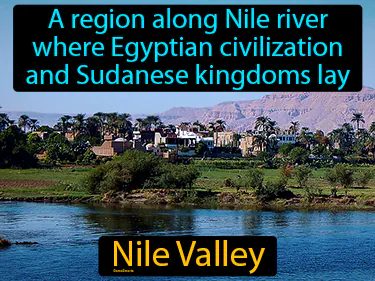 A region along Nile river
where Egyptian civilization
and Sudanese kingdoms lay
Nile Valley